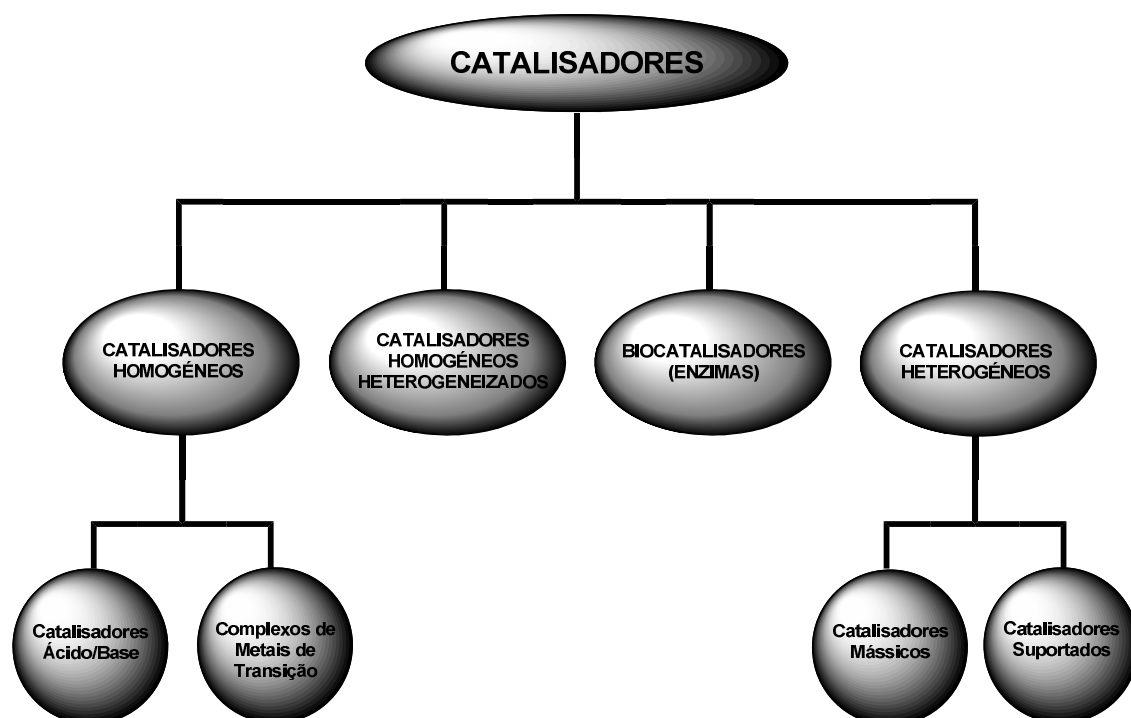 CATALISADORES
CATALISADORES
HOMOGÉNEOS
CATALISADORES
HOMOGÉNEOS
HETEROGENEIZADOS
BIOCATALISADORES
(ENZIMAS)
CATALISADORES
HETEROGÉNEOS
Catalisadores
Ácido/Base
Complexos de
Metais de
Transição
Catalisadores
Mássicos
Catalisadores
Suportados